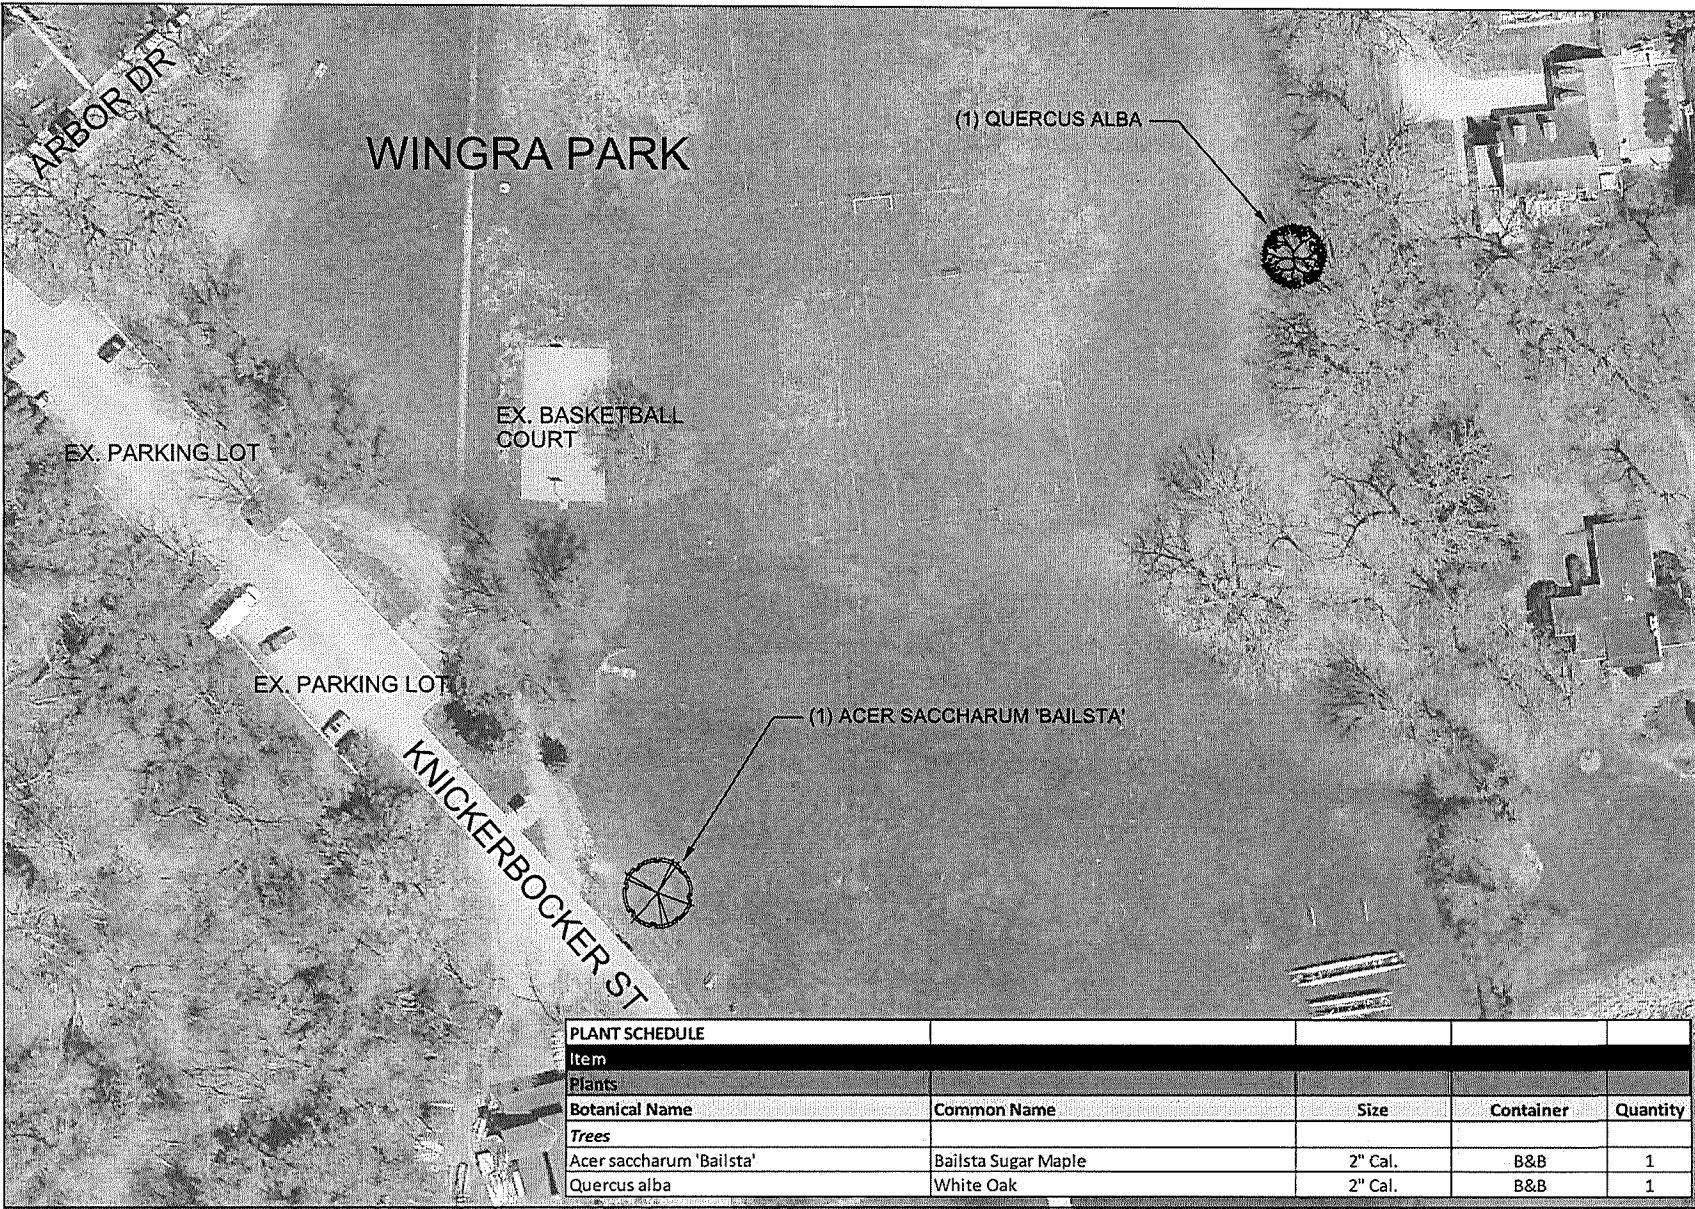 ARBOR DR
WINGRA PARK
(1) QUERCUS ALBA
EX. BASKETBALL
COURT
EX. PARKING LOT
EX. PARKING LOT
(1) ACER SACCHARUM 'BAILSTA'
KNICKERBOCKER ST
PLANT SCHEDULE
Item
Plants
Botanical Name Common Name Size Container Quantity
Trees
Acer saccharum 'Bailsta' Bailsta Sugar Maple 2" Cal. B&B 1
Quercus alba White Oak 2" Cal. B&B 1